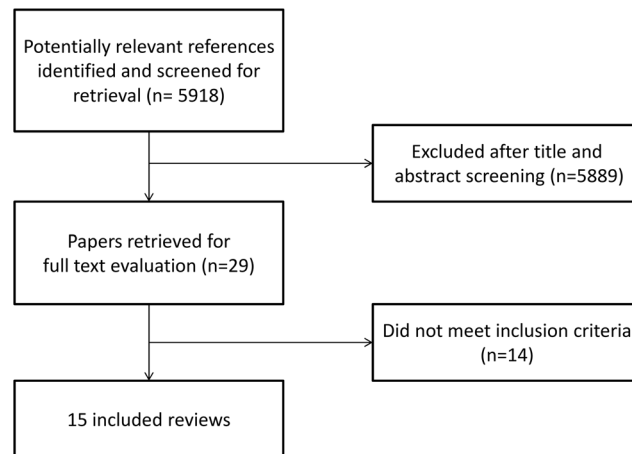 Potentially relevant references
identified and screened for
retrieval (n= 5918)
Excluded after title and
abstract screening (n=5889)
Papers retrieved for
full text evaluation (n=29)
Did not meet inclusion criteria
(n=14)
15 included reviews